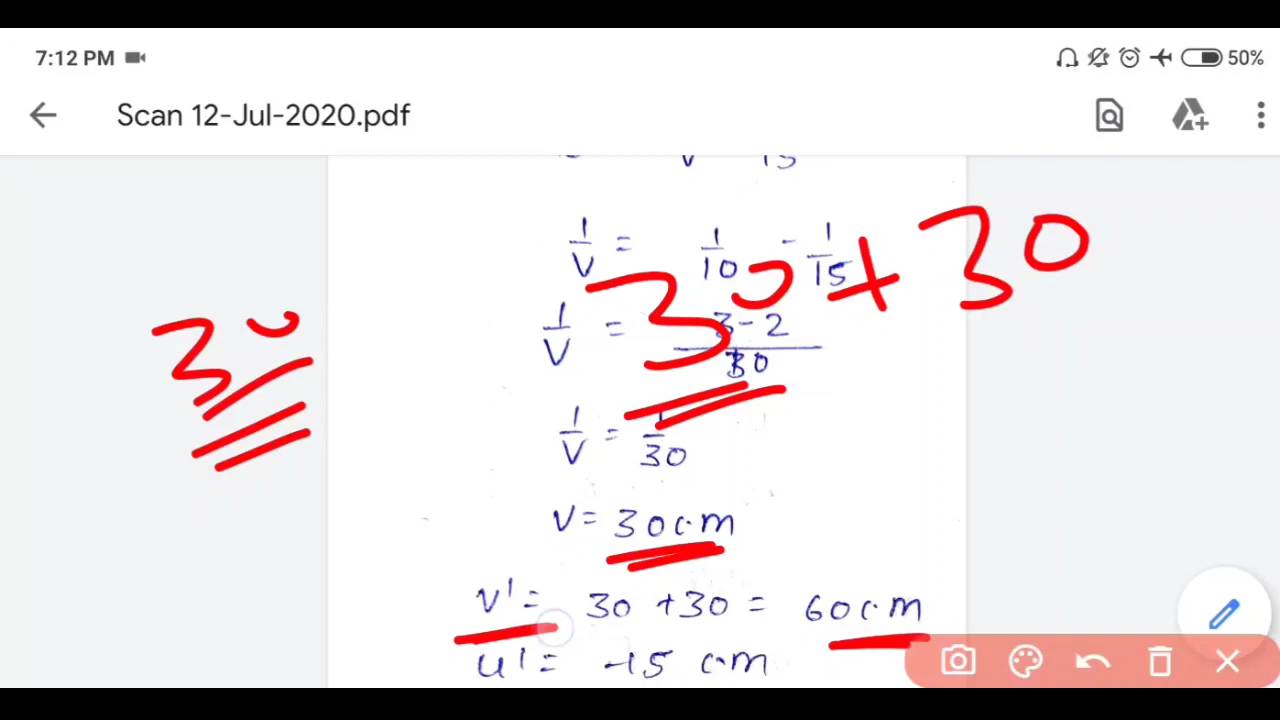 7:12 PM 50%
Scan 12-Jul-2020.pdf
V 15
1/V = 1/10 - 1/15
30 + 30
30
1/V = 3-2/30
1/V = 1/30
V = 30cm
V' = 30 + 30 = 60cm
u' = -15 cm